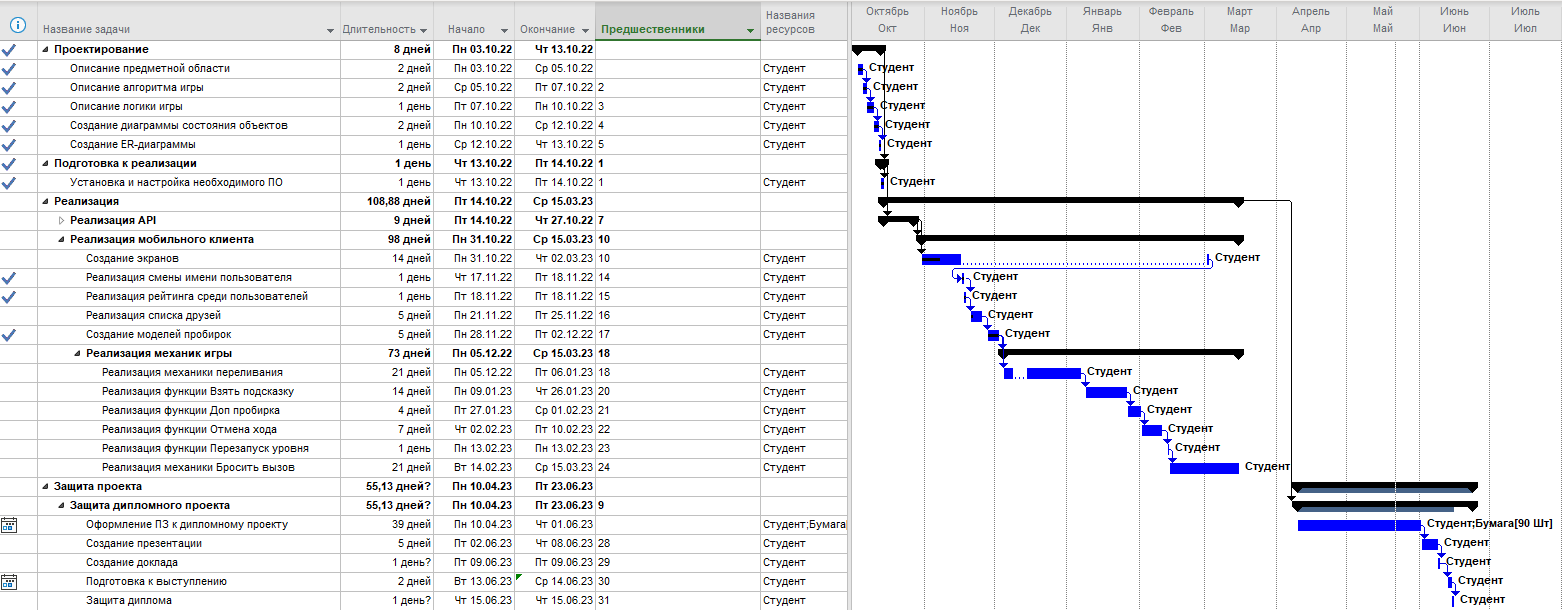 Октябрь Ноябрь Декабрь Январь Февраль Март Апрель Май Июнь Июль
Название задачи Длительность Начало Окончание Предшественники Названия ресурсов Окт Ноя Дек Янв Фев Мар Апр Май Июн Июл
Проектирование 8 дней Пн 03.10.22 Чт 13.10.22
Описание предметной области 2 дней Пн 03.10.22 Ср 05.10.22 Студент Студент
Описание алгоритма игры 2 дней Ср 05.10.22 Пт 07.10.22 2 Студент Студент
Описание логики игры 1 день Пт 07.10.22 Пн 10.10.22 3 Студент Студент
Создание диаграммы состояния объектов 2 дней Пн 10.10.22 Ср 12.10.22 4 Студент Студент
Создание ER-диаграммы 1 день Ср 12.10.22 Чт 13.10.22 5 Студент Студент
Подготовка к реализации 1 день Чт 13.10.22 Пт 14.10.22 1
Установка и настройка необходимого ПО 1 день Чт 13.10.22 Пт 14.10.22 1 Студент Студент
Реализация 108,88 дней Пт 14.10.22 Ср 15.03.23
Реализация API 9 дней Пт 14.10.22 Чт 27.10.22 7
Реализация мобильного клиента 98 дней Пн 31.10.22 Ср 15.03.23 10
Создание экранов 14 дней Пн 31.10.22 Чт 02.03.23 10 Студент Студент
Реализация смены имени пользователя 1 день Чт 17.11.22 Пт 18.11.22 14 Студент Студент
Реализация рейтинга среди пользователей 1 день Пт 18.11.22 Пт 18.11.22 15 Студент Студент
Реализация списка друзей 5 дней Пн 21.11.22 Пт 25.11.22 16 Студент Студент
Создание моделей пробирок 5 дней Пн 28.11.22 Пт 02.12.22 17 Студент Студент
Реализация механик игры 73 дней Пн 05.12.22 Ср 15.03.23 18
Реализация механики переливания 21 дней Пн 05.12.22 Пт 06.01.23 18 Студент Студент
Реализация функции Взять подсказку 14 дней Пн 09.01.23 Чт 26.01.23 20 Студент Студент
Реализация функции Доп пробирка 4 дней Пт 27.01.23 Ср 01.02.23 21 Студент Студент
Реализация функции Отмена хода 7 дней Чт 02.02.23 Пт 10.02.23 22 Студент Студент
Реализация функции Перезапуск уровня 1 день Пн 13.02.23 Пн 13.02.23 23 Студент Студент
Реализация механики Бросить вызов 21 дней Вт 14.02.23 Ср 15.03.23 24 Студент Студент
Защита проекта 55,13 дней? Пн 10.04.23 Пт 23.06.23
Защита дипломного проекта 55,13 дней? Пн 10.04.23 Пт 23.06.23 9
Оформление ПЗ к дипломному проекту 39 дней Пн 10.04.23 Чт 01.06.23 Студент;Бумага Студент;Бумага[90 Шт]
Создание презентации 5 дней Пт 02.06.23 Чт 08.06.23 28 Студент Студент
Создание доклада 1 день? Пт 09.06.23 Пт 09.06.23 29 Студент Студент
Подготовка к выступлению 2 дней Вт 13.06.23 Ср 14.06.23 30 Студент Студент
Защита диплома 1 день? Чт 15.06.23 Чт 15.06.23 31 Студент Студент